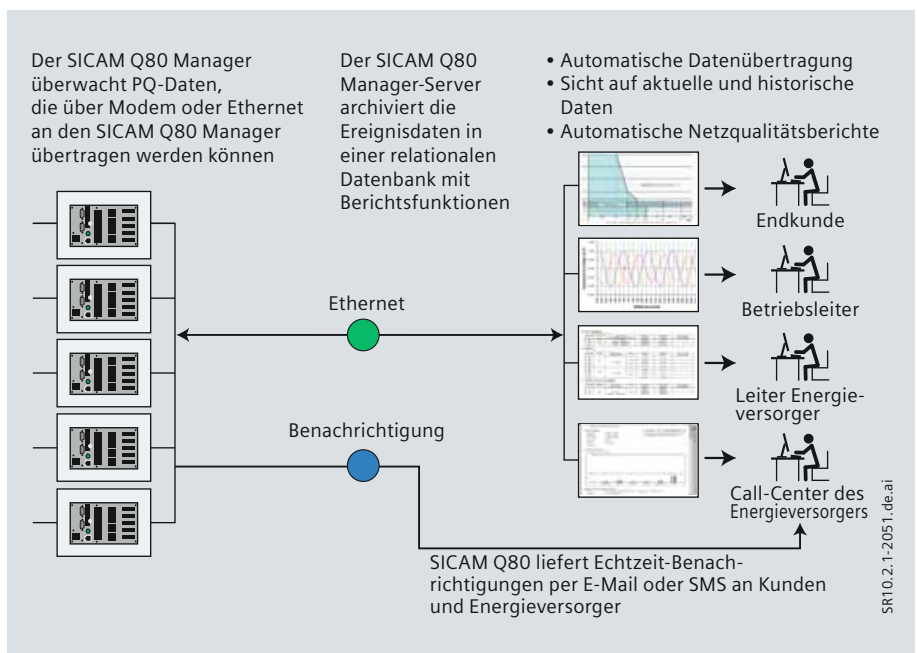 Der SICAM Q80 Manager
überwacht PQ-Daten,
die über Modem oder Ethernet
an den SICAM Q80 Manager
übertragen werden können
Der SICAM Q80
Manager-Server
archiviert die
Ereignisdaten in
einer relationalen
Datenbank mit
Berichtsfunktionen
• Automatische Datenübertragung
• Sicht auf aktuelle und historische
Daten
• Automatische Netzqualitätsberichte
Endkunde
Ethernet
Betriebsleiter
Leiter Energie-
versorger
Benachrichtigung
Call-Center des
Energieversorgers
SICAM Q80 liefert Echtzeit-Benach-
richtigungen per E-Mail oder SMS an Kunden
und Energieversorger
SR10.2.1-2051.de.ai